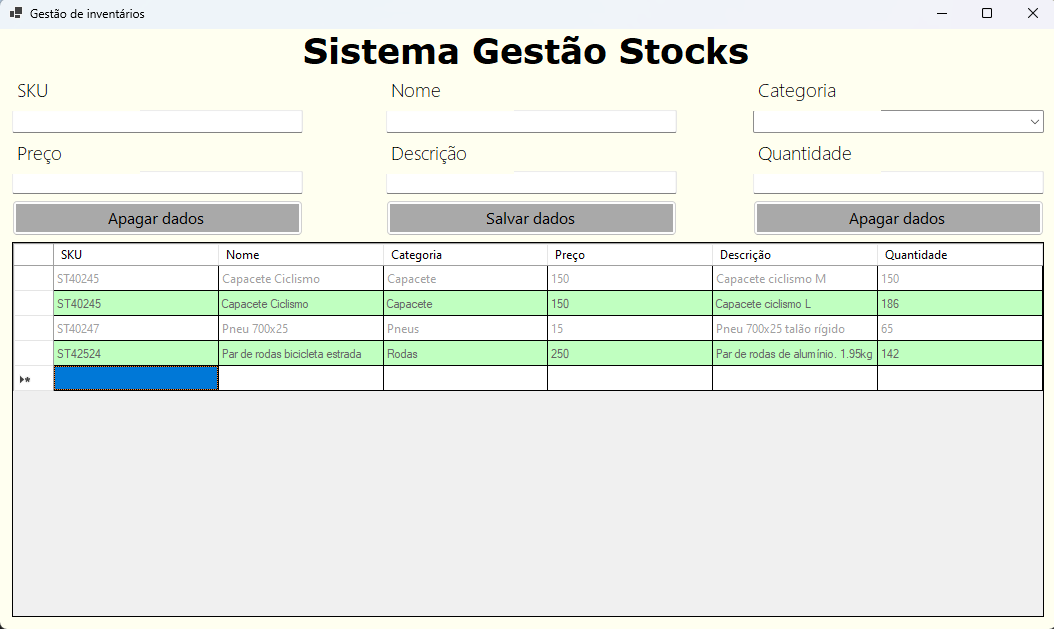 Gestão de inventários
Sistema Gestão Stocks
SKU Nome Categoria
Preço Descrição Quantidade
Apagar dados Salvar dados Apagar dados
SKU Nome Categoria Preço Descrição Quantidade
ST40245 Capacete Ciclismo Capacete 150 Capacete ciclismo M 150
ST40245 Capacete Ciclismo Capacete 150 Capacete ciclismo L 186
ST40247 Pneu 700x25 Pneus 15 Pneu 700x25 talão rígido 65
ST42524 Par de rodas bicicleta estrada Rodas 250 Par de rodas de alumínio. 1.95kg 142